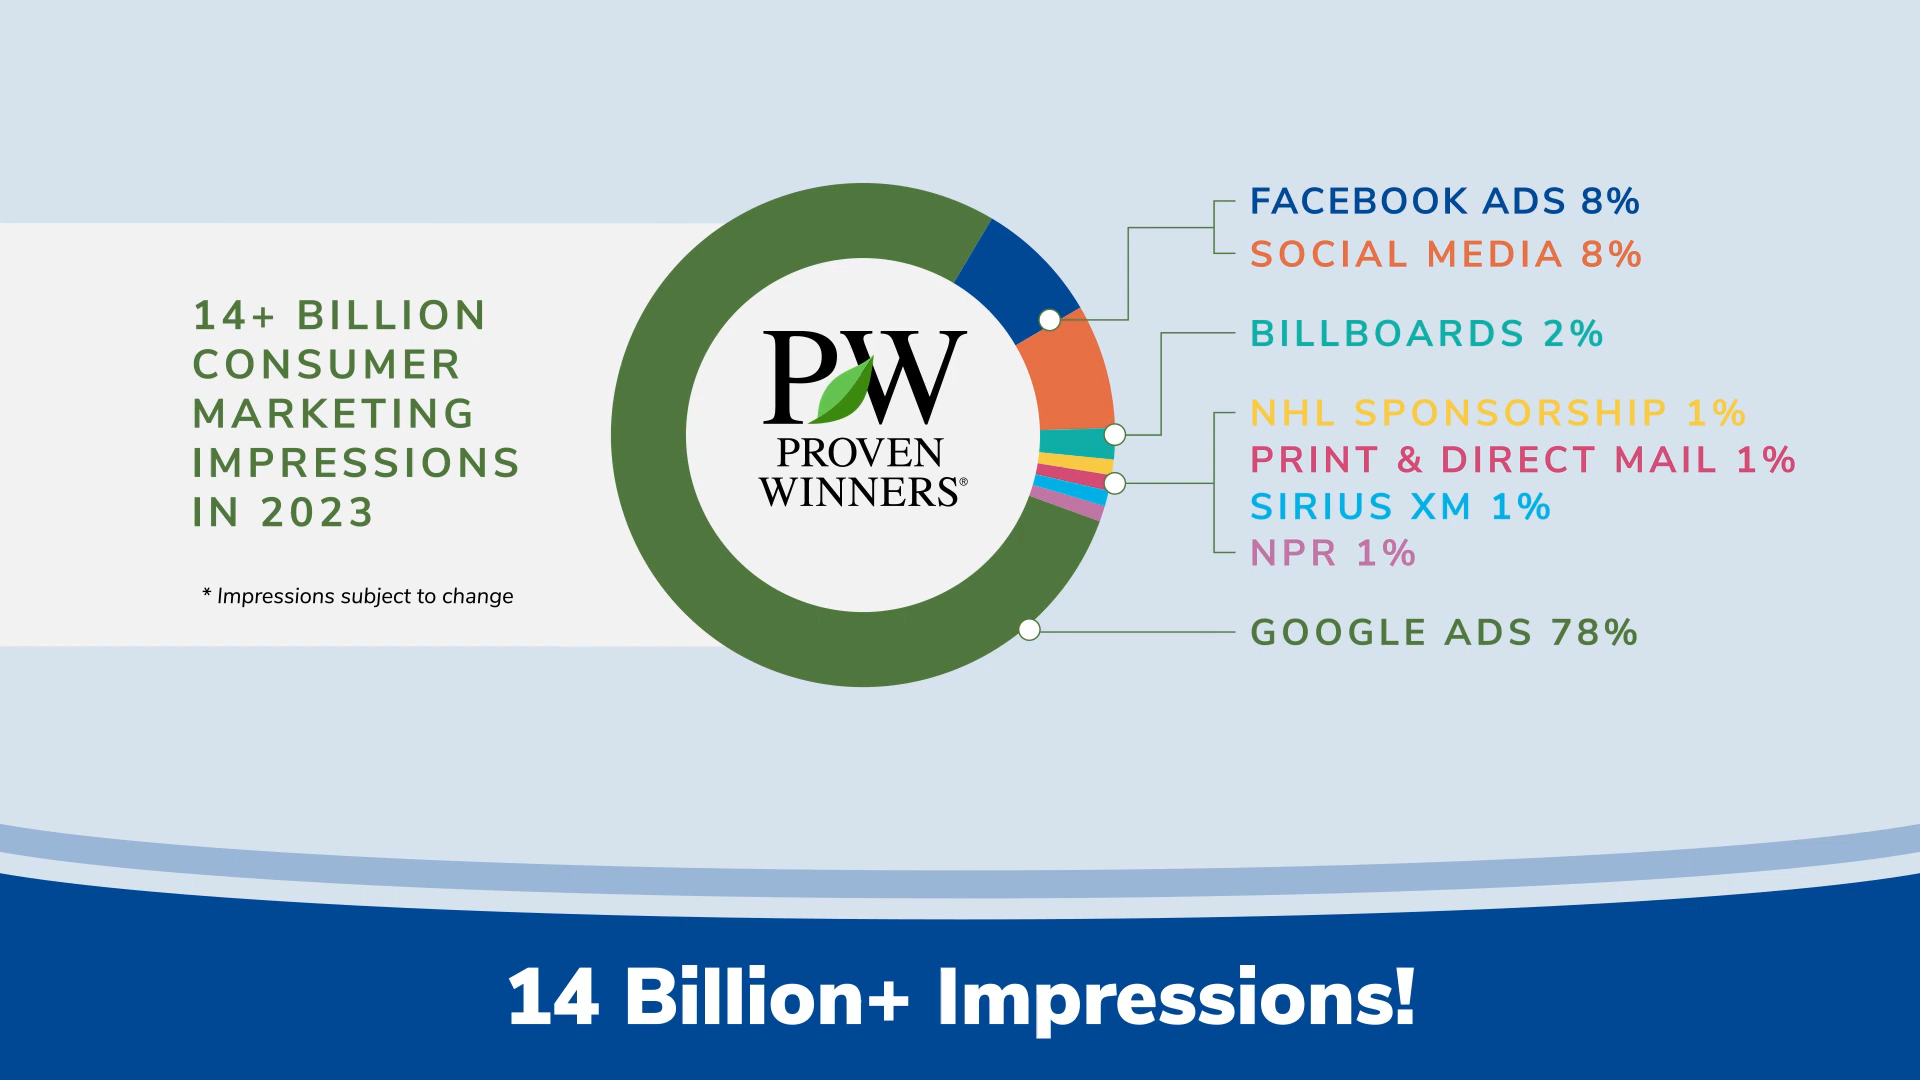 14+ BILLION
CONSUMER
MARKETING
IMPRESSIONS
IN 2023
* Impressions subject to change
PW
PROVEN
WINNERS®
FACEBOOK ADS 8%
SOCIAL MEDIA 8%
BILLBOARDS 2%
NHL SPONSORSHIP 1%
PRINT & DIRECT MAIL 1%
SIRIUS XM 1%
NPR 1%
GOOGLE ADS 78%
14 Billion+ Impressions!